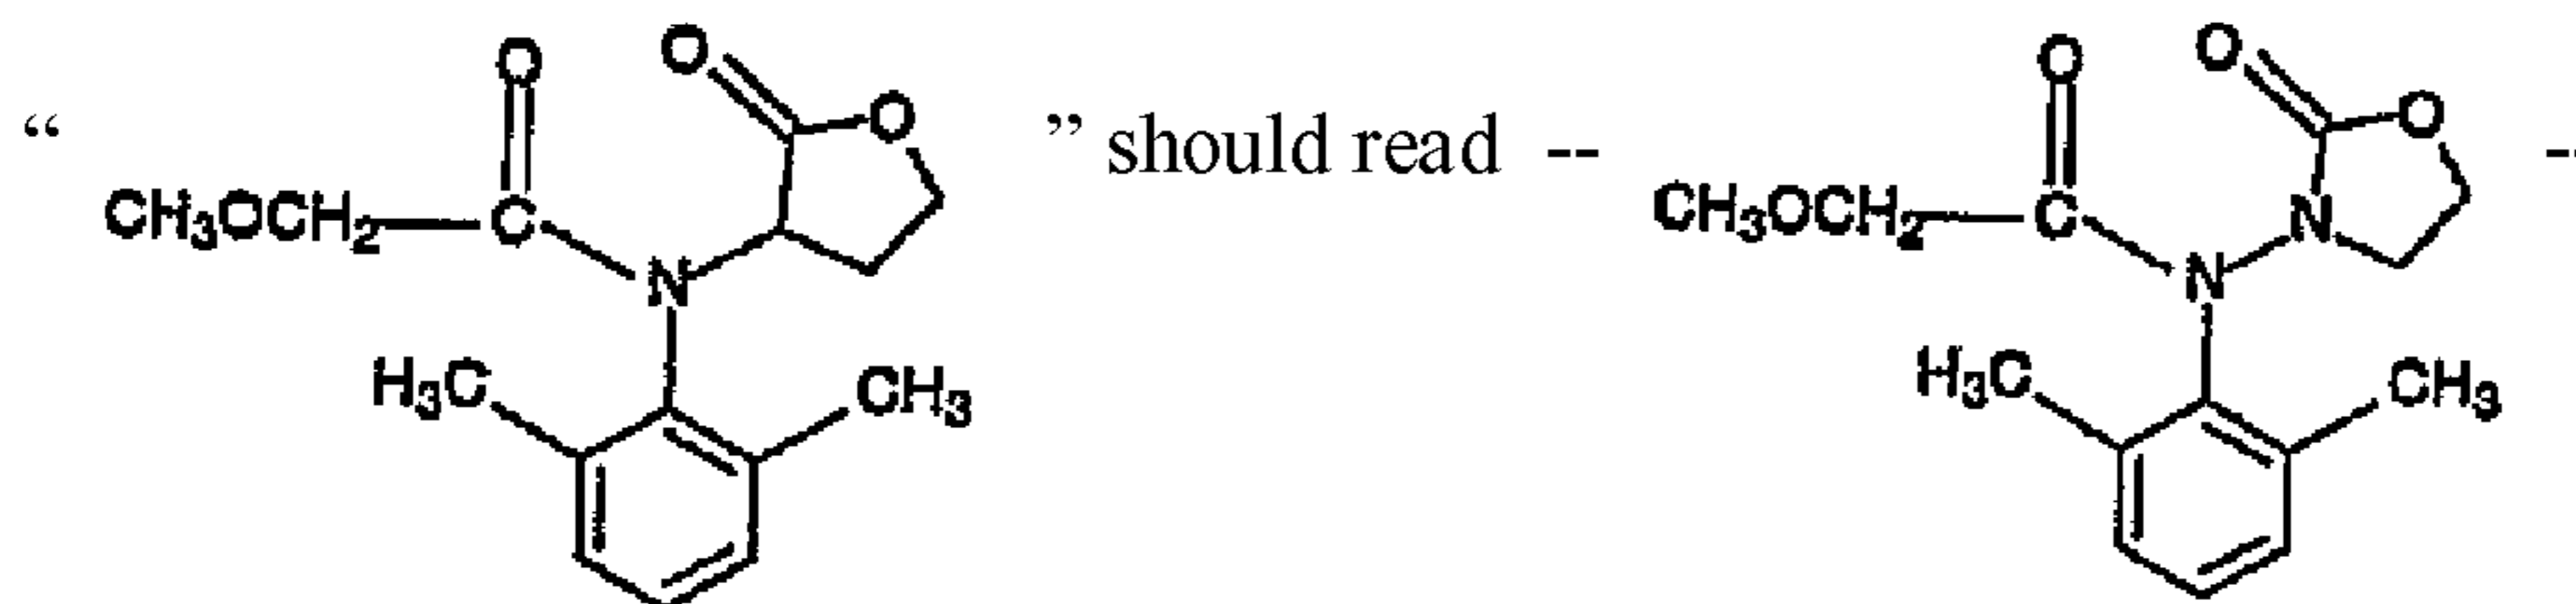 “ ” should read -- --
O O O O O O
CH3OCH2 C CH3OCH2 C N
N N
H3C CH3 H3C CH3